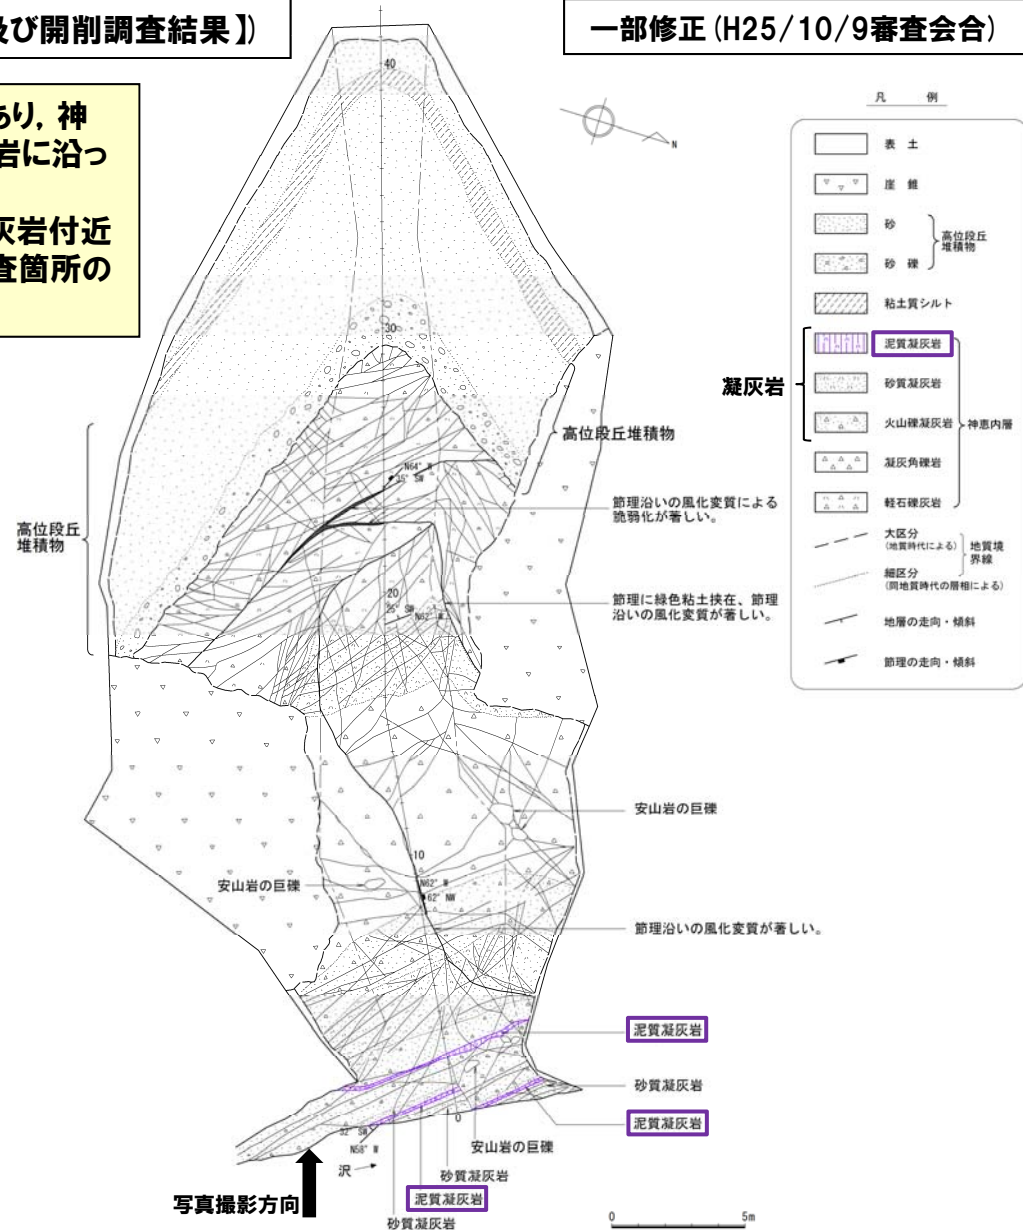 及び開削調査結果】)
一部修正(H25/10/9審査会合)
あり，神
岩に沿っ
灰岩付近
査箇所の
N
凡 例
表 土
崖 錐
砂
砂 礫
高位段丘
堆積物
粘土質シルト
泥質凝灰岩
砂質凝灰岩
火山礫凝灰岩
凝灰角礫岩
軽石礫灰岩
凝灰岩
神恵内層
大区分
(地質時代による)
細区分
(同地質時代の層相による)
地質境
界線
地層の走向・傾斜
節理の走向・傾斜
40
30
高位段丘堆積物
N64° W
35° SW
節理沿いの風化変質による
脆弱化が著しい。
高位段丘
堆積物
20
25° SW
N62° W
節理に緑色粘土挟在、節理
沿いの風化変質が著しい。
安山岩の巨礫
10
安山岩の巨礫
N62° W
62° NW
節理沿いの風化変質が著しい。
泥質凝灰岩
砂質凝灰岩
泥質凝灰岩
0
32° SW
N58° W
安山岩の巨礫
沢
砂質凝灰岩
泥質凝灰岩
砂質凝灰岩
写真撮影方向
0 5m